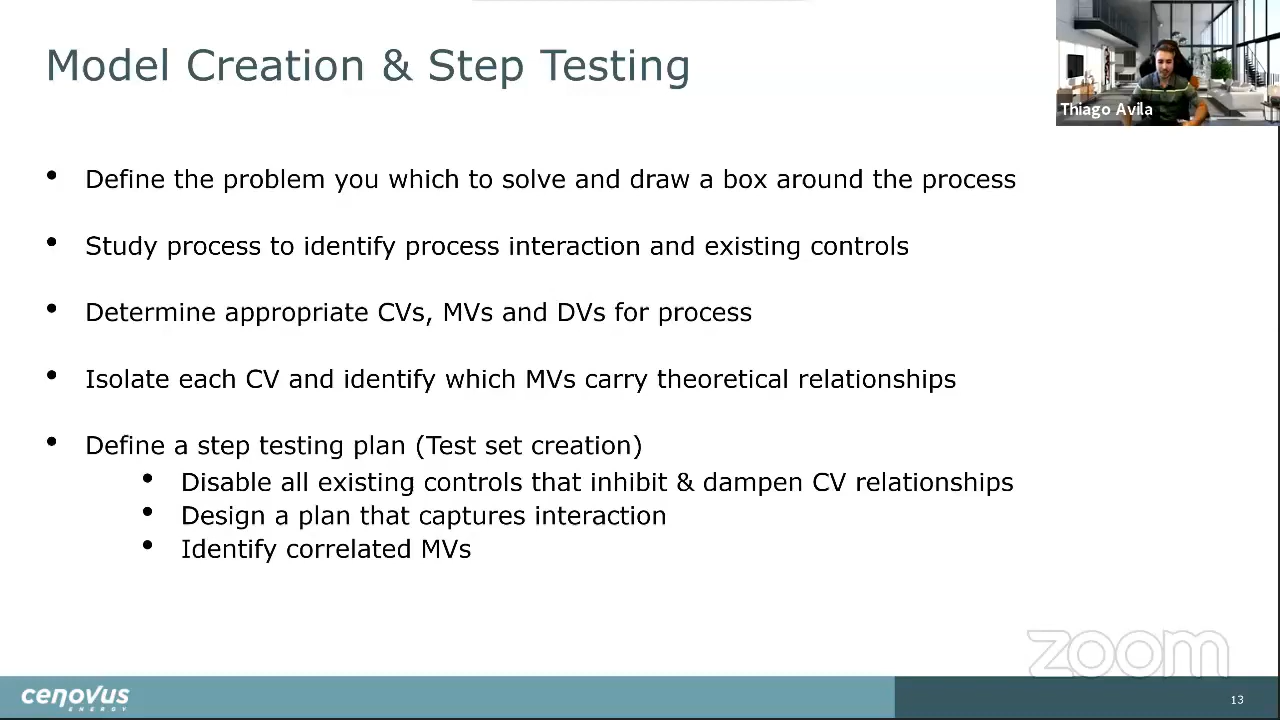 Model Creation & Step Testing
Thiago Avila
• Define the problem you which to solve and draw a box around the process
• Study process to identify process interaction and existing controls
• Determine appropriate CVs, MVs and DVs for process
• Isolate each CV and identify which MVs carry theoretical relationships
• Define a step testing plan (Test set creation)
• Disable all existing controls that inhibit & dampen CV relationships
• Design a plan that captures interaction
• Identify correlated MVs
zoom
cenovus
ENERGY
13